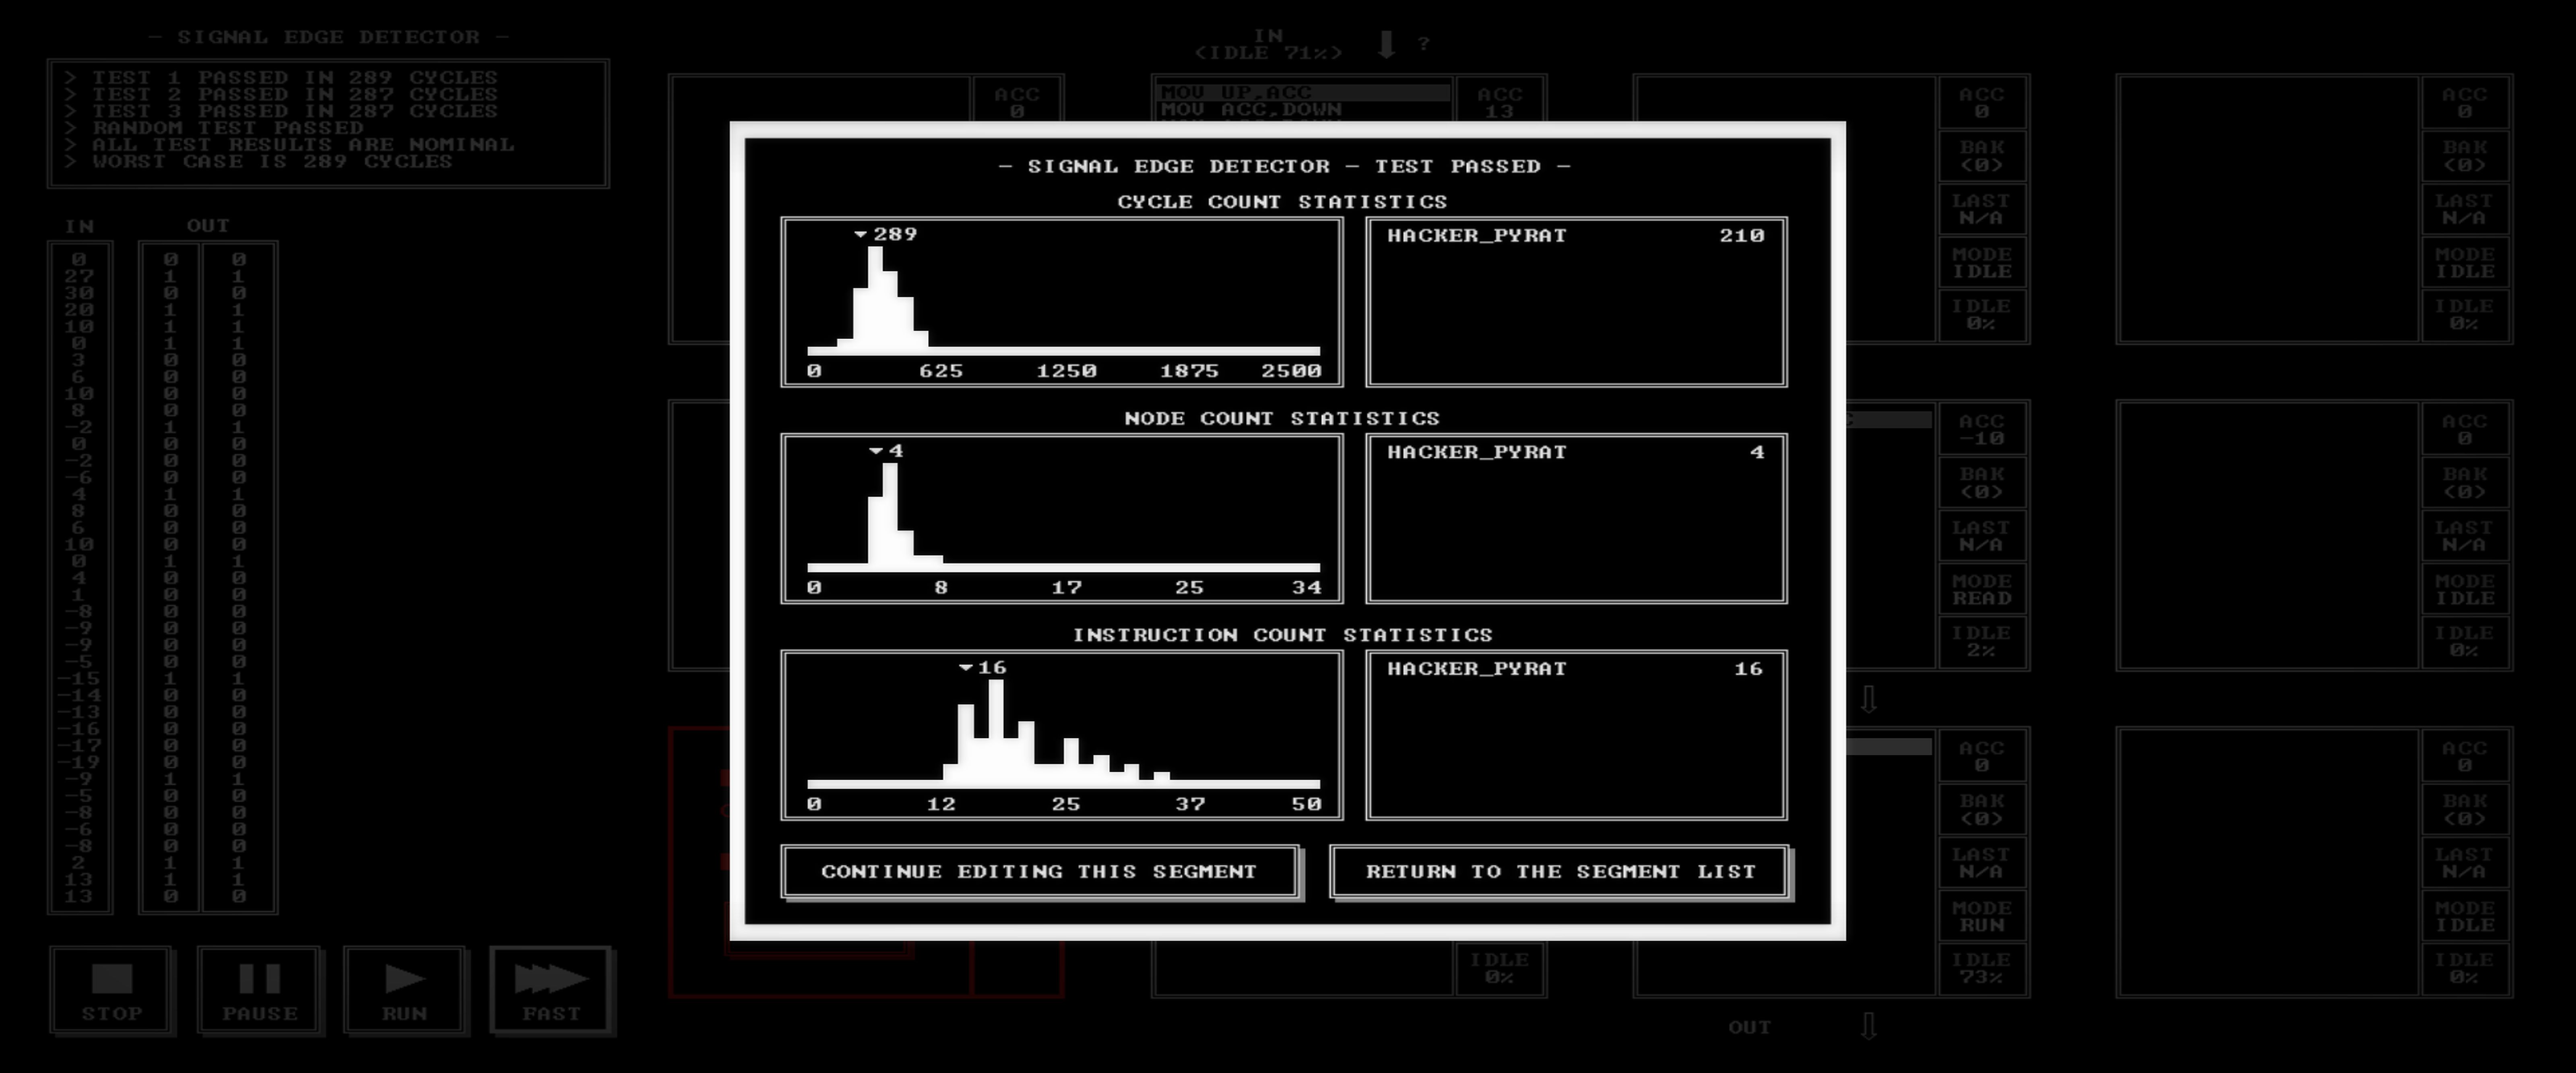 - SIGNAL EDGE DETECTOR -
> TEST 1 PASSED IN 289 CYCLES
> TEST 2 PASSED IN 287 CYCLES
> TEST 3 PASSED IN 287 CYCLES
> RANDOM TEST PASSED
> ALL TEST RESULTS ARE NOMINAL
> WORST CASE IS 289 CYCLES
IN OUT
0 0 0
27 1 1
30 0 0
20 1 1
10 1 1
0 1 1
3 0 0
6 0 0
10 0 0
8 0 0
-2 1 1
0 0 0
-2 0 0
-6 0 0
4 1 1
8 0 0
6 0 0
10 0 0
0 1 1
4 0 0
1 0 0
-8 0 0
-9 0 0
-9 0 0
-5 0 0
-15 1 1
-14 0 0
-13 0 0
-16 0 0
-17 0 0
-19 0 0
-9 1 1
-5 0 0
-8 0 0
-6 0 0
-8 0 0
2 1 1
13 1 1
13 0 0
STOP PAUSE RUN FAST
IN
<IDLE 71%> ?
ACC
0
MOV UP,ACC
MOV ACC,DOWN
ACC
13
- SIGNAL EDGE DETECTOR - TEST PASSED -
CYCLE COUNT STATISTICS
289
0 625 1250 1875 2500
HACKER_PYRAT 210
NODE COUNT STATISTICS
4
0 8 17 25 34
HACKER_PYRAT 4
INSTRUCTION COUNT STATISTICS
16
0 12 25 37 50
HACKER_PYRAT 16
CONTINUE EDITING THIS SEGMENT
RETURN TO THE SEGMENT LIST
IDLE
0%
ACC
0
BAK
<0>
LAST
N/A
MODE
IDLE
IDLE
0%
ACC
0
BAK
<0>
LAST
N/A
MODE
IDLE
IDLE
0%
ACC
-10
BAK
<0>
LAST
N/A
MODE
READ
IDLE
2%
ACC
0
BAK
<0>
LAST
N/A
MODE
IDLE
IDLE
0%
ACC
0
BAK
<0>
LAST
N/A
MODE
RUN
IDLE
73%
ACC
0
BAK
<0>
LAST
N/A
MODE
IDLE
IDLE
0%
OUT